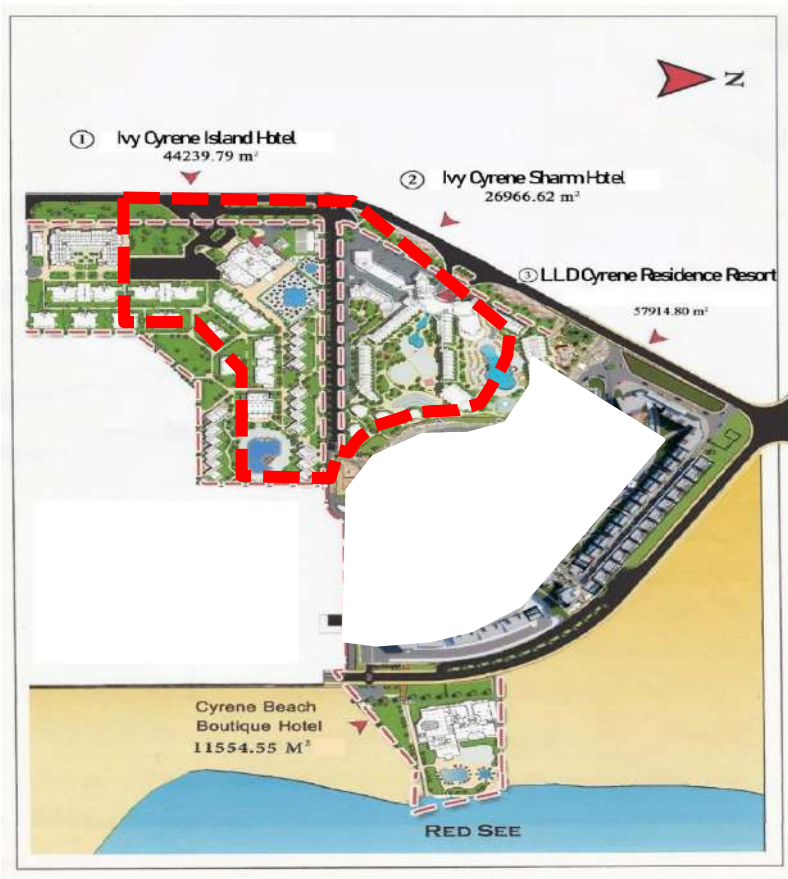 N
① Ivy Cyrene Island Hotel
44239.79 m²
② Ivy Cyrene Sharm Hotel
26966.62 m²
③ LLD Cyrene Residence Resort
57914.80 m²
Cyrene Beach
Boutique Hotel
11554.55 M²
RED SEE